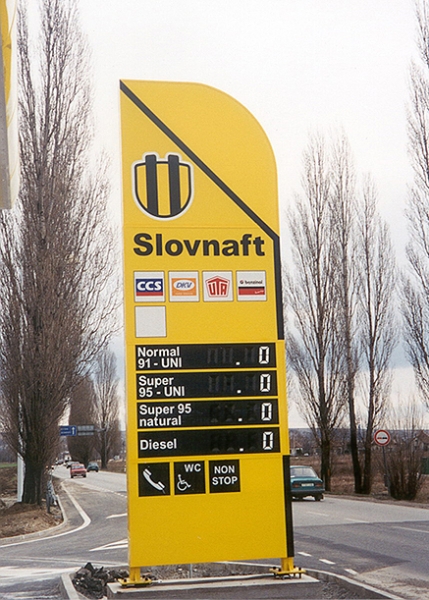 Slovnaft
CCS
DKV
UTA
Normal
91 - UNI
. 0
Super
95 - UNI
. 0
Super 95
natural
. 0
Diesel
. 0
WC
NON
STOP